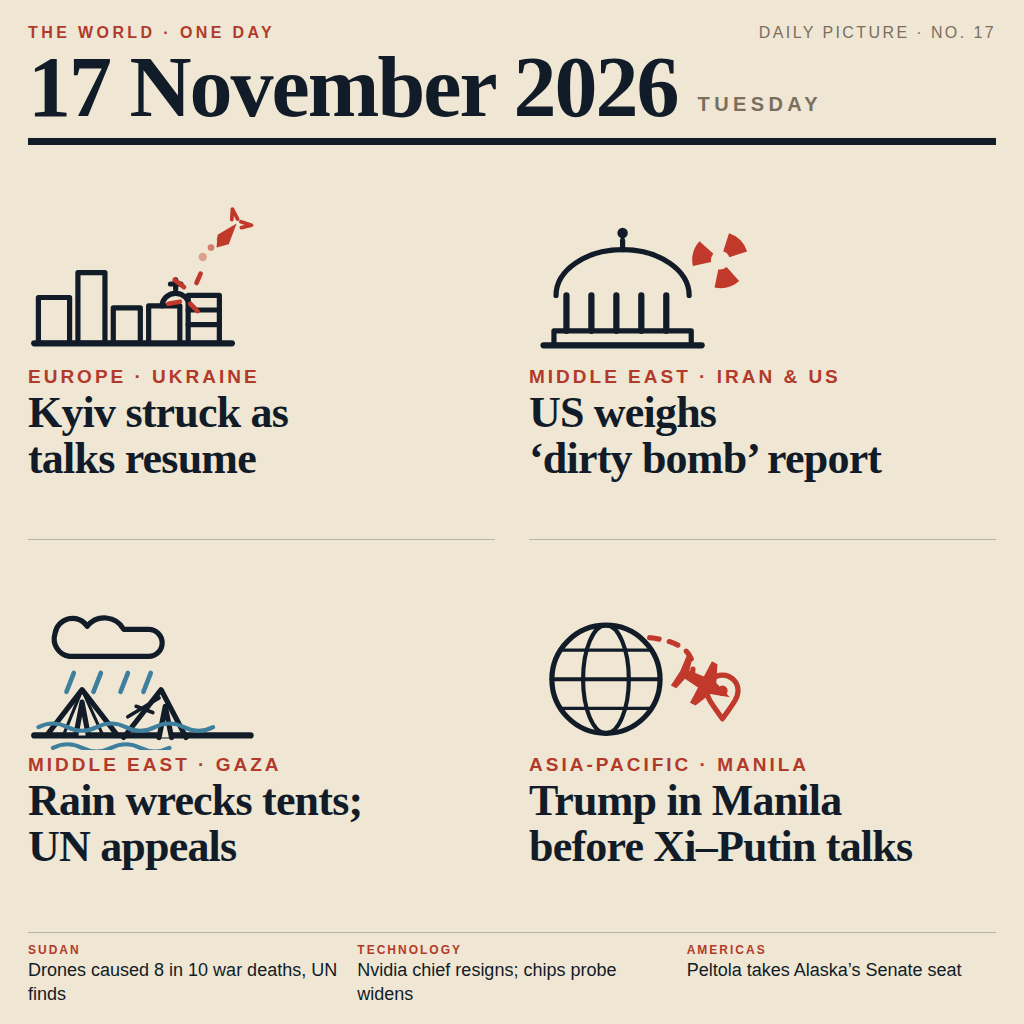 THE WORLD · ONE DAY
DAILY PICTURE · NO. 17
17 November 2026 TUESDAY
EUROPE · UKRAINE
Kyiv struck as
talks resume
MIDDLE EAST · IRAN & US
US weighs
‘dirty bomb’ report
MIDDLE EAST · GAZA
Rain wrecks tents;
UN appeals
ASIA-PACIFIC · MANILA
Trump in Manila
before Xi–Putin talks
SUDAN
Drones caused 8 in 10 war deaths, UN
finds
TECHNOLOGY
Nvidia chief resigns; chips probe
widens
AMERICAS
Peltola takes Alaska’s Senate seat